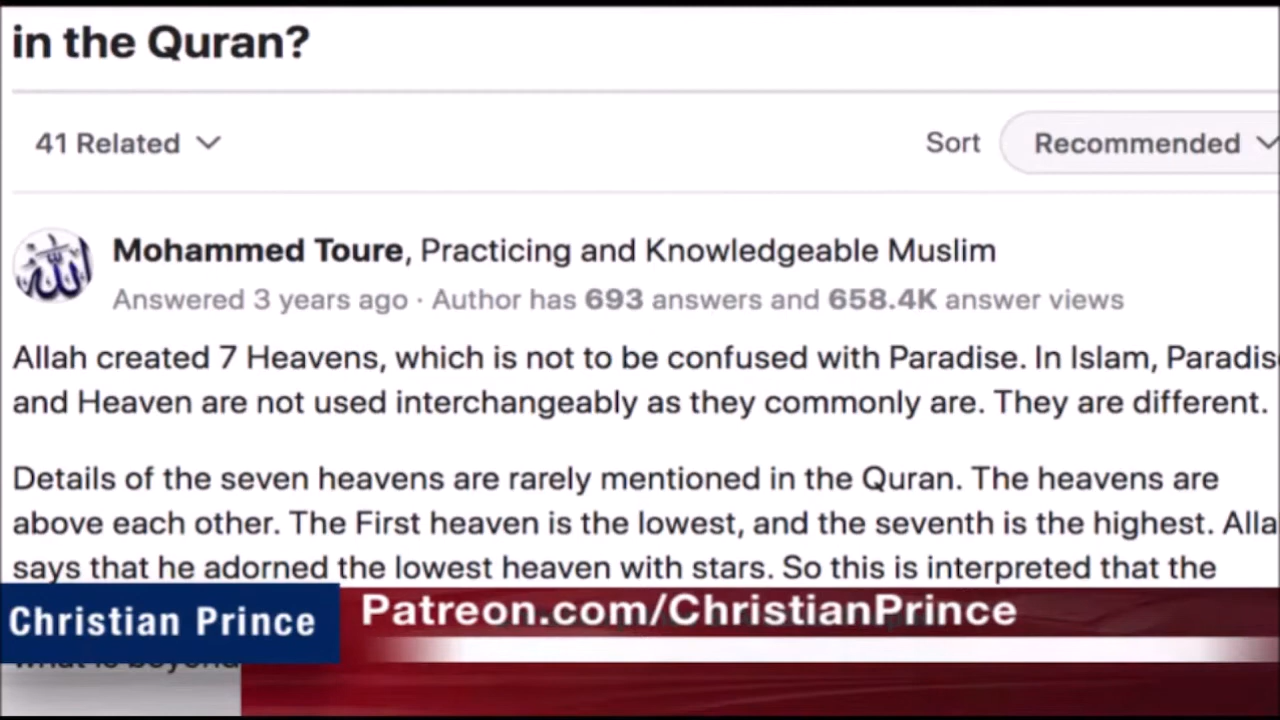 in the Quran?
41 Related
Sort
Recommended
Mohammed Toure, Practicing and Knowledgeable Muslim
Answered 3 years ago · Author has 693 answers and 658.4K answer views
Allah created 7 Heavens, which is not to be confused with Paradise. In Islam, Paradis
and Heaven are not used interchangeably as they commonly are. They are different.
Details of the seven heavens are rarely mentioned in the Quran. The heavens are
above each other. The First heaven is the lowest, and the seventh is the highest. Alla
says that he adorned the lowest heaven with stars. So this is interpreted that the
Christian Prince
Patreon.com/ChristianPrince
what is beyond